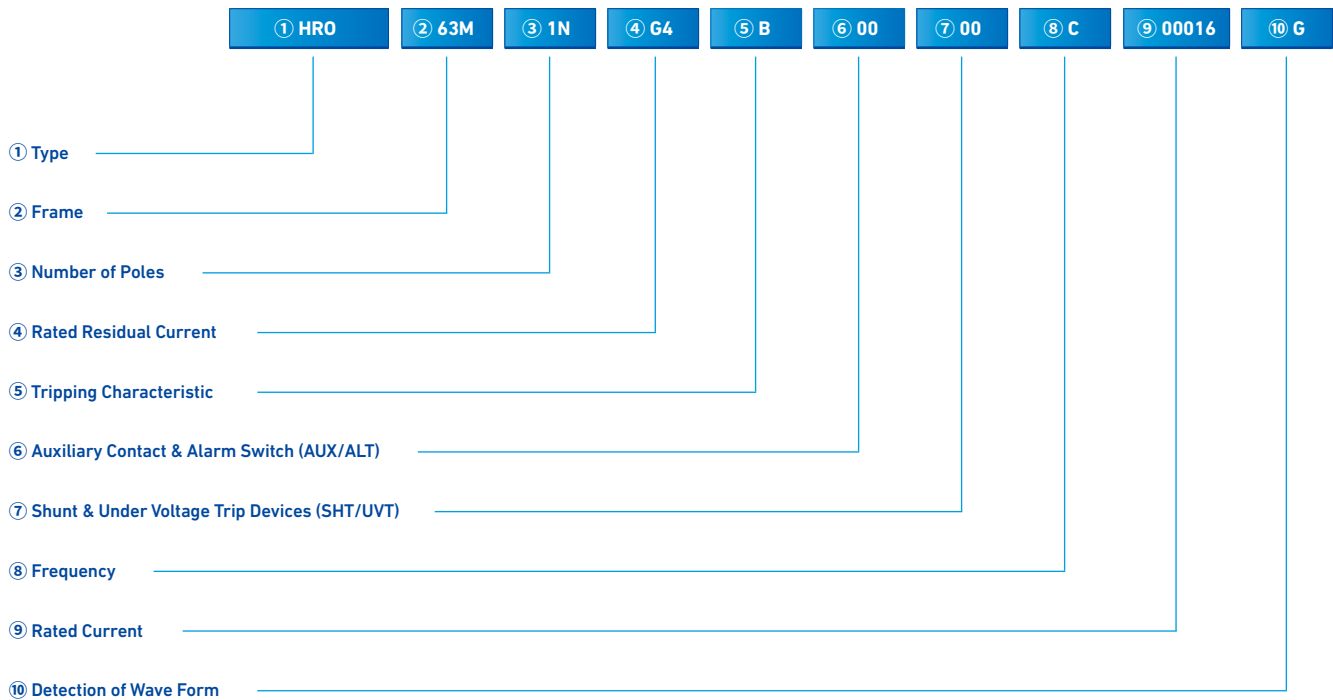 ① HRO ② 63M ③ 1N ④ G4 ⑤ B ⑥ 00 ⑦ 00 ⑧ C ⑨ 00016 ⑩ G
① Type
② Frame
③ Number of Poles
④ Rated Residual Current
⑤ Tripping Characteristic
⑥ Auxiliary Contact & Alarm Switch (AUX/ALT)
⑦ Shunt & Under Voltage Trip Devices (SHT/UVT)
⑧ Frequency
⑨ Rated Current
⑩ Detection of Wave Form